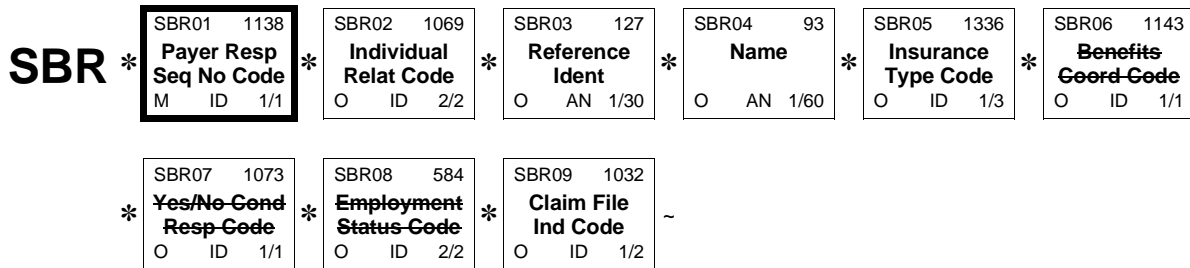 SBR * SBR01 1138 * SBR02 1069 * SBR03 127 * SBR04 93 * SBR05 1336 * SBR06 1143
Payer Resp Individual Reference Name Insurance Benefits
Seq No Code Relat Code Ident Type Code Coord Code
M ID 1/1 O ID 2/2 O AN 1/30 O AN 1/60 O ID 1/3 O ID 1/1
* SBR07 1073 * SBR08 584 * SBR09 1032 ~
Yes/No Cond Employment Claim File
Resp Code Status Code Ind Code
O ID 1/1 O ID 2/2 O ID 1/2